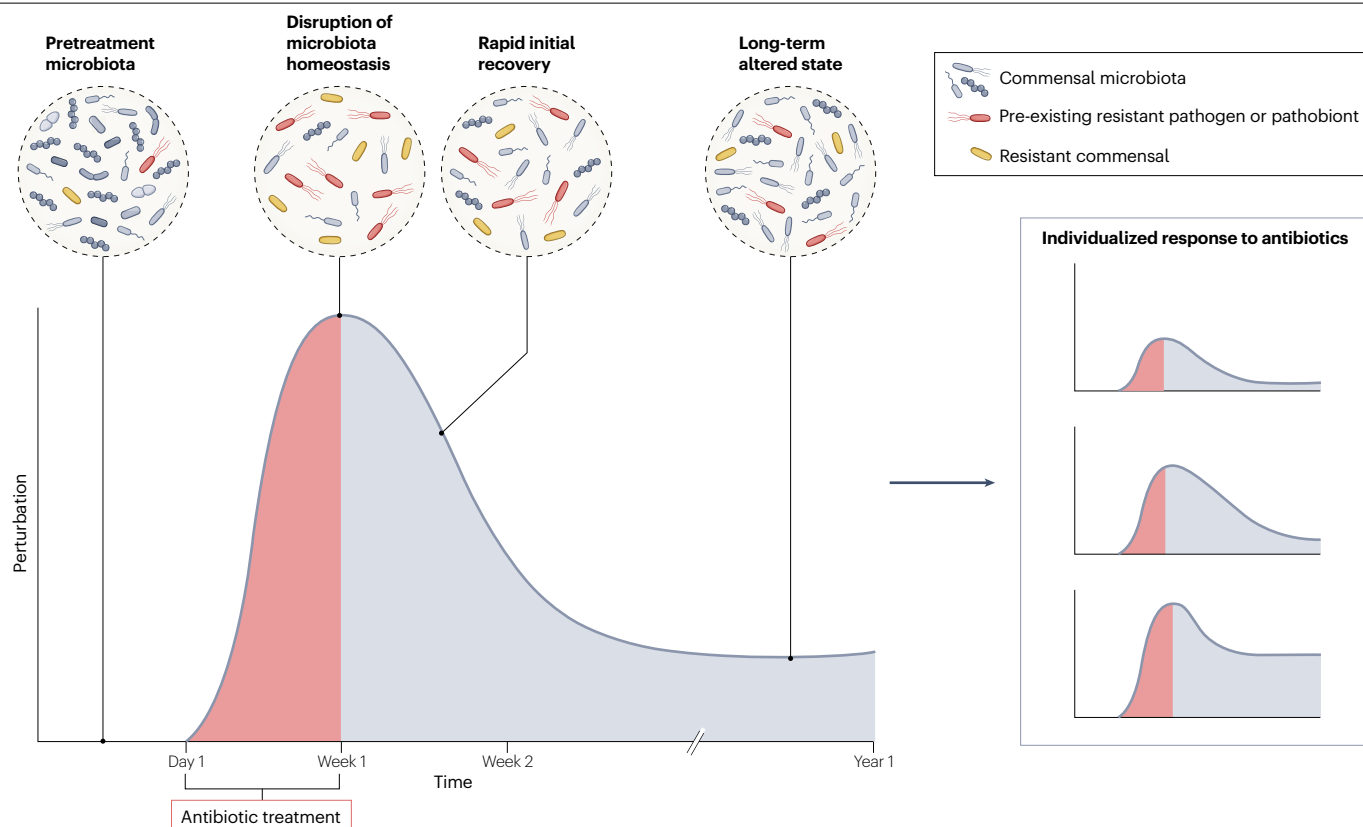 Pretreatment
microbiota
Disruption of
microbiota
homeostasis
Rapid initial
recovery
Long-term
altered state
Commensal microbiota
Pre-existing resistant pathogen or pathobiont
Resistant commensal
Individualized response to antibiotics
Perturbation
Day 1
Week 1
Week 2
Year 1
Time
Antibiotic treatment